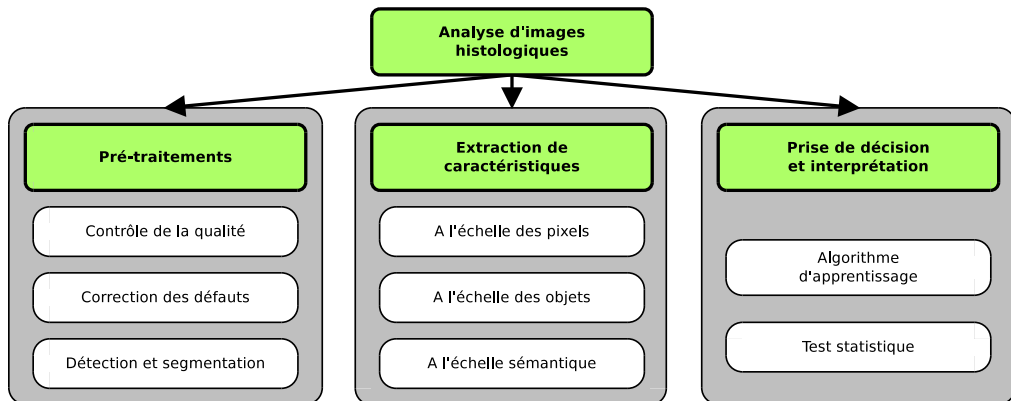 Analyse d'images
histologiques
Pré-traitements
Contrôle de la qualité
Correction des défauts
Détection et segmentation
Extraction de
caractéristiques
A l'échelle des pixels
A l'échelle des objets
A l'échelle sémantique
Prise de décision
et interprétation
Algorithme
d'apprentissage
Test statistique